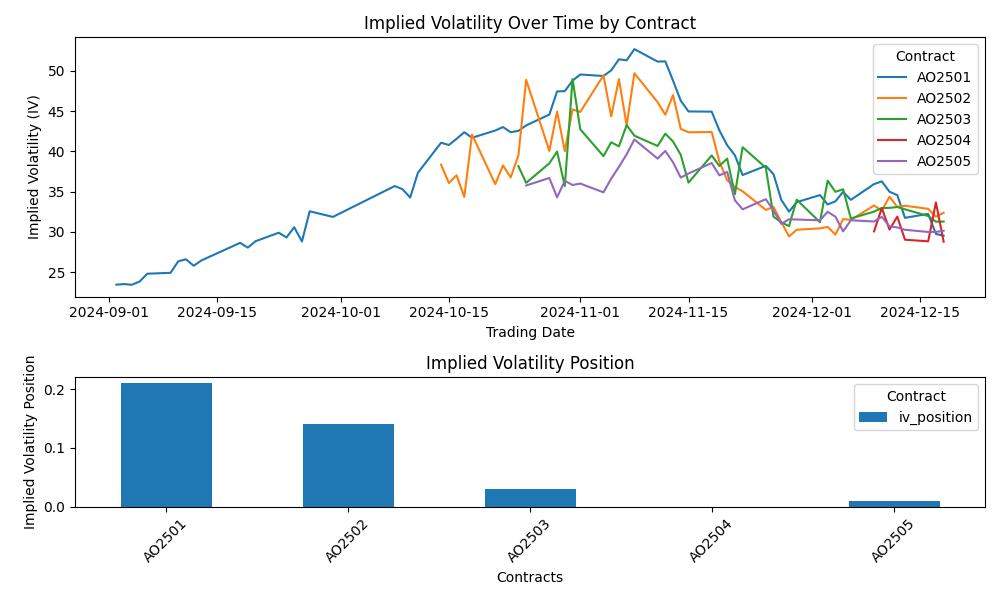 Implied Volatility Over Time by Contract
Implied Volatility (IV)
50
45
40
35
30
25
Contract
AO2501
AO2502
AO2503
AO2504
AO2505
2024-09-01 2024-09-15 2024-10-01 2024-10-15 2024-11-01 2024-11-15 2024-12-01 2024-12-15
Trading Date
Implied Volatility Position
Implied Volatility Position
0.2
0.1
0.0
Contract
iv_position
AO2501 AO2502 AO2503 AO2504 AO2505
Contracts